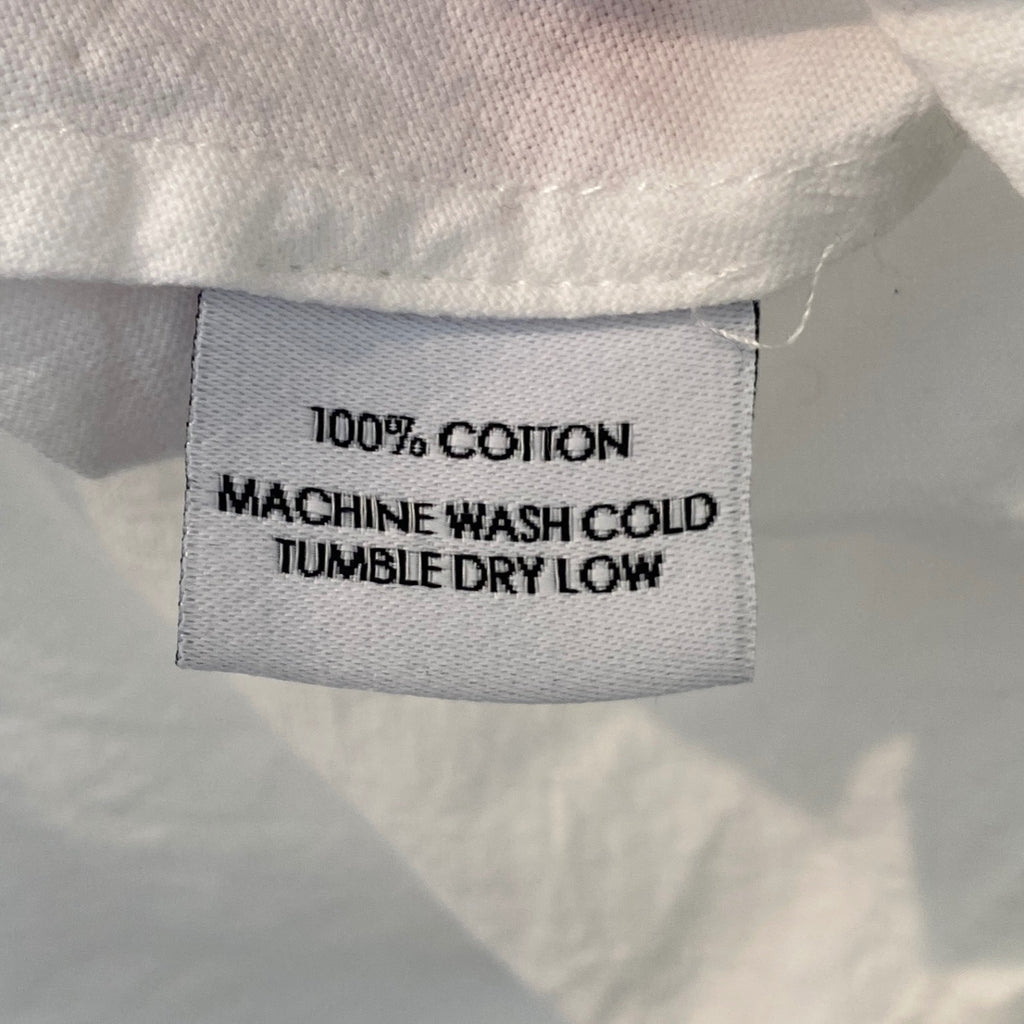 100% COTTON
MACHINE WASH COLD
TUMBLE DRY LOW